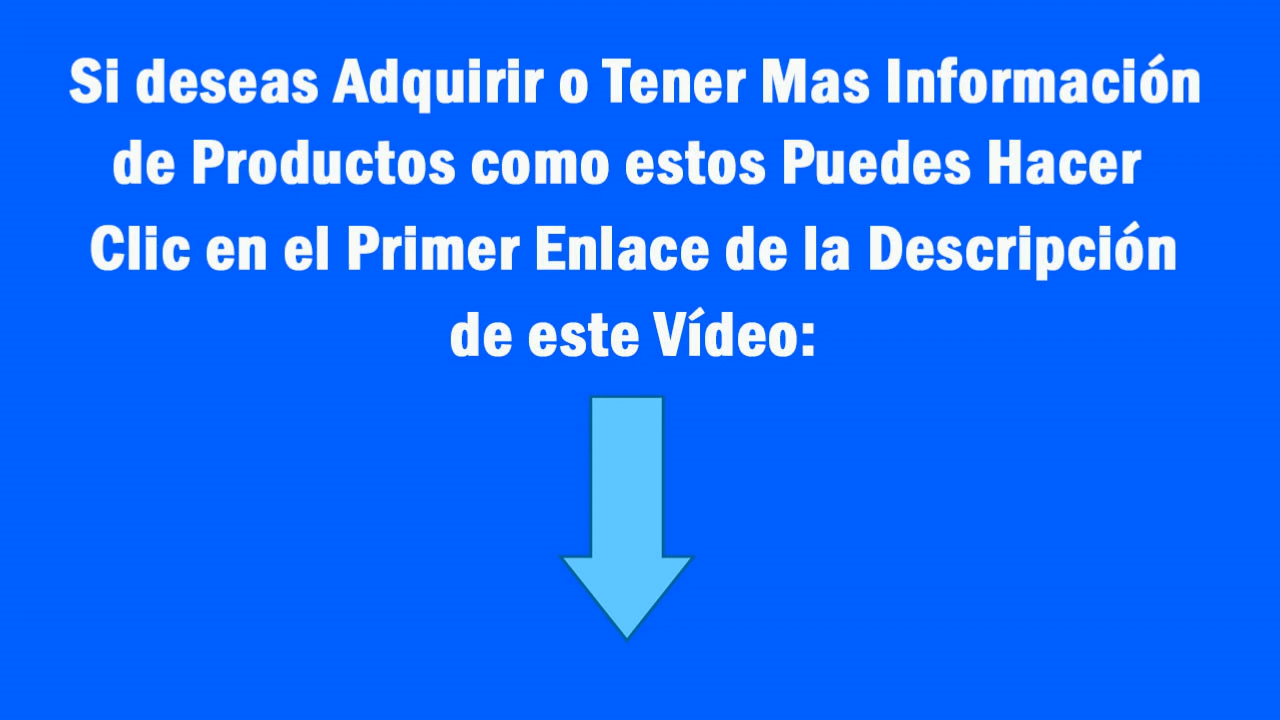 Si deseas Adquirir o Tener Mas Información
de Productos como estos Puedes Hacer
Clic en el Primer Enlace de la Descripción
de este Vídeo: